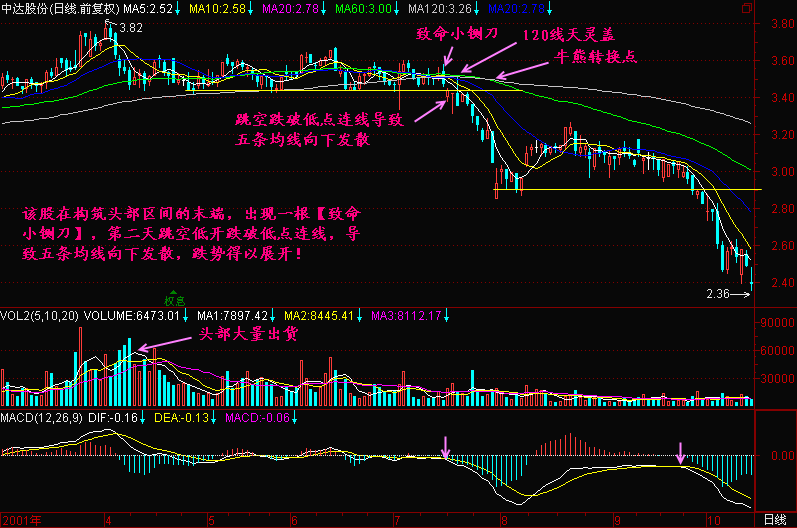 中达股份(日线.前复权) MA5:2.52↓ MA10:2.58↓ MA20:2.78↓ MA60:3.00↓ MA120:3.26↓ MA20:2.78↓
3.82
致命小铡刀
120线天灵盖
牛熊转换点
跳空跌破低点连线导致
五条均线向下发散
该股在构筑头部区间的末端，出现一根【致命
小铡刀】，第二天跳空低开跌破低点连线，导
致五条均线向下发散，跌势得以展开！
权息
2.36
3.80
3.60
3.40
3.20
3.00
2.80
2.60
2.40
VOL2(5,10,20) VOLUME:6473.01↓ MA1:7897.42↓ MA2:8445.41↓ MA3:8112.17↓
头部大量出货
90000
60000
30000
MACD(12,26,9) DIF:-0.16↓ DEA:-0.13↓ MACD:-0.06↓
0.00
2001年 4 5 6 7 8 9 10 日线